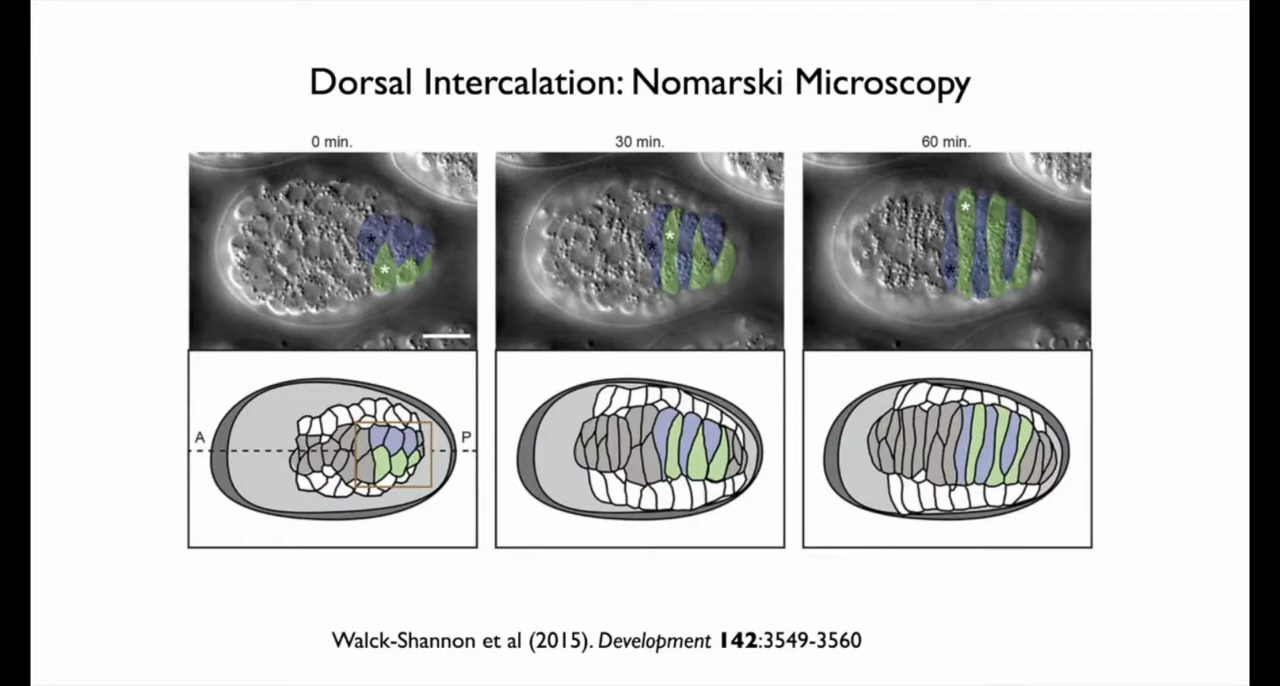 Dorsal Intercalation: Nomarski Microscopy
0 min.
30 min.
60 min.
* * * * * *
A P
Walck-Shannon et al (2015). Development 142:3549-3560